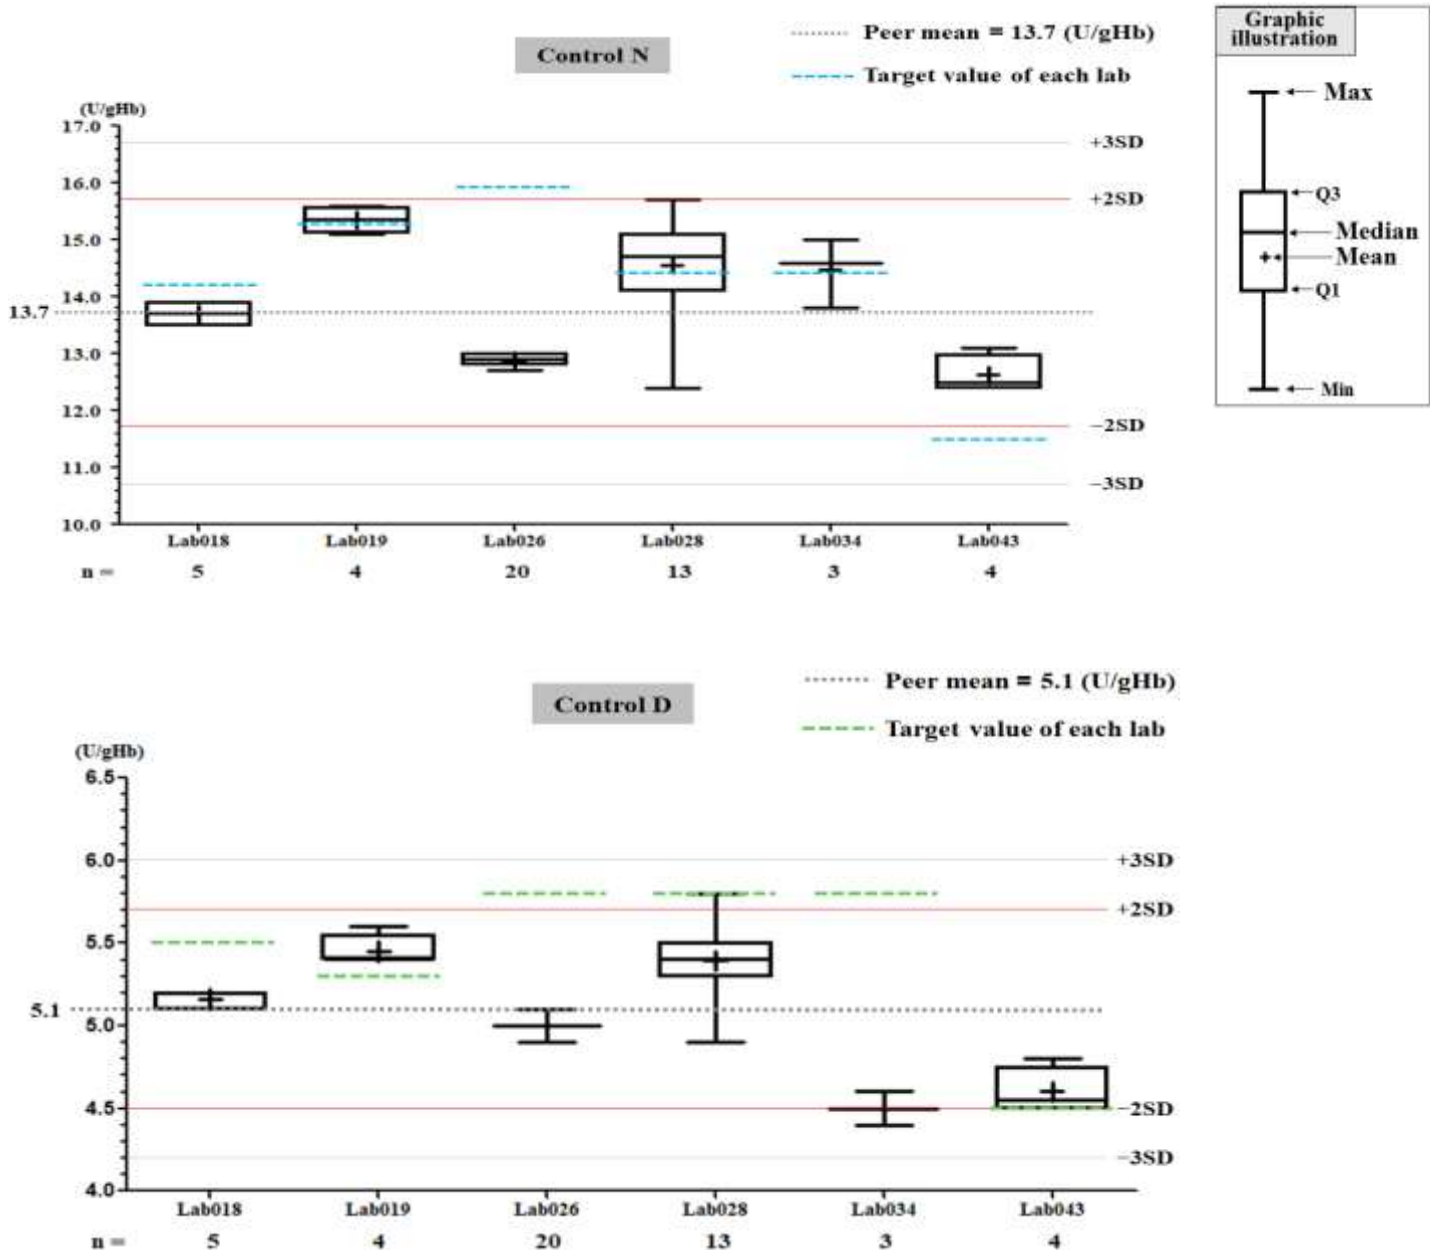 Control N
Peer mean = 13.7 (U/gHb)
Target value of each lab
Graphic
illustration
Max
Q3
Median
Mean
Q1
Min
(U/gHb)
17.0
16.0
15.0
14.0
13.7
13.0
12.0
11.0
10.0
+3SD
+2SD
−2SD
−3SD
Lab018 Lab019 Lab026 Lab028 Lab034 Lab043
n = 5 4 20 13 3 4
Control D
Peer mean = 5.1 (U/gHb)
Target value of each lab
(U/gHb)
6.5
6.0
5.5
5.1
5.0
4.5
4.0
+3SD
+2SD
−2SD
−3SD
Lab018 Lab019 Lab026 Lab028 Lab034 Lab043
n = 5 4 20 13 3 4